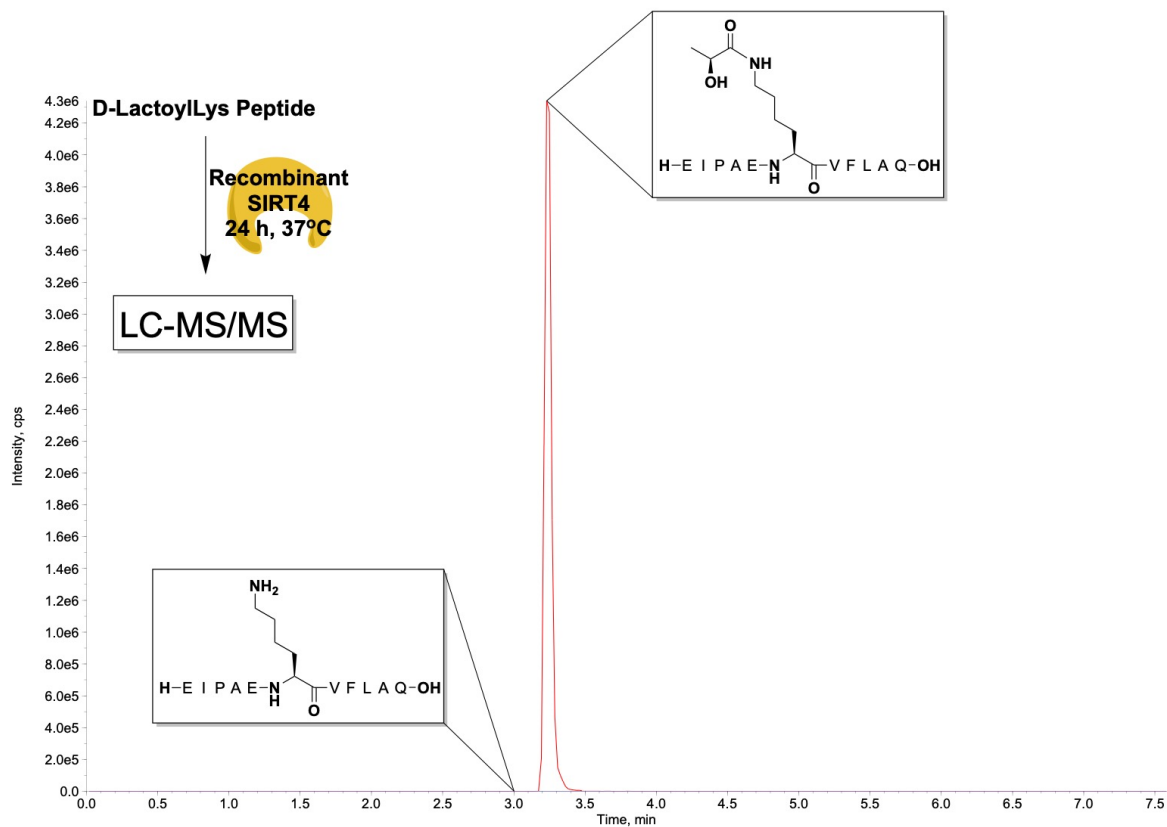 D-LactoylLys Peptide
Recombinant
SIRT4
24 h, 37ºC
LC-MS/MS
O
NH
OH
H–E I P A E–N
H
O
V F L A Q–OH
NH2
H–E I P A E–N
H
O
V F L A Q–OH
Intensity, cps
4.3e6
4.2e6
4.0e6
3.8e6
3.6e6
3.4e6
3.2e6
3.0e6
2.8e6
2.6e6
2.4e6
2.2e6
2.0e6
1.8e6
1.6e6
1.4e6
1.2e6
1.0e6
8.0e5
6.0e5
4.0e5
2.0e5
0.0
0.0 0.5 1.0 1.5 2.0 2.5 3.0 3.5 4.0 4.5 5.0 5.5 6.0 6.5 7.0 7.5
Time, min